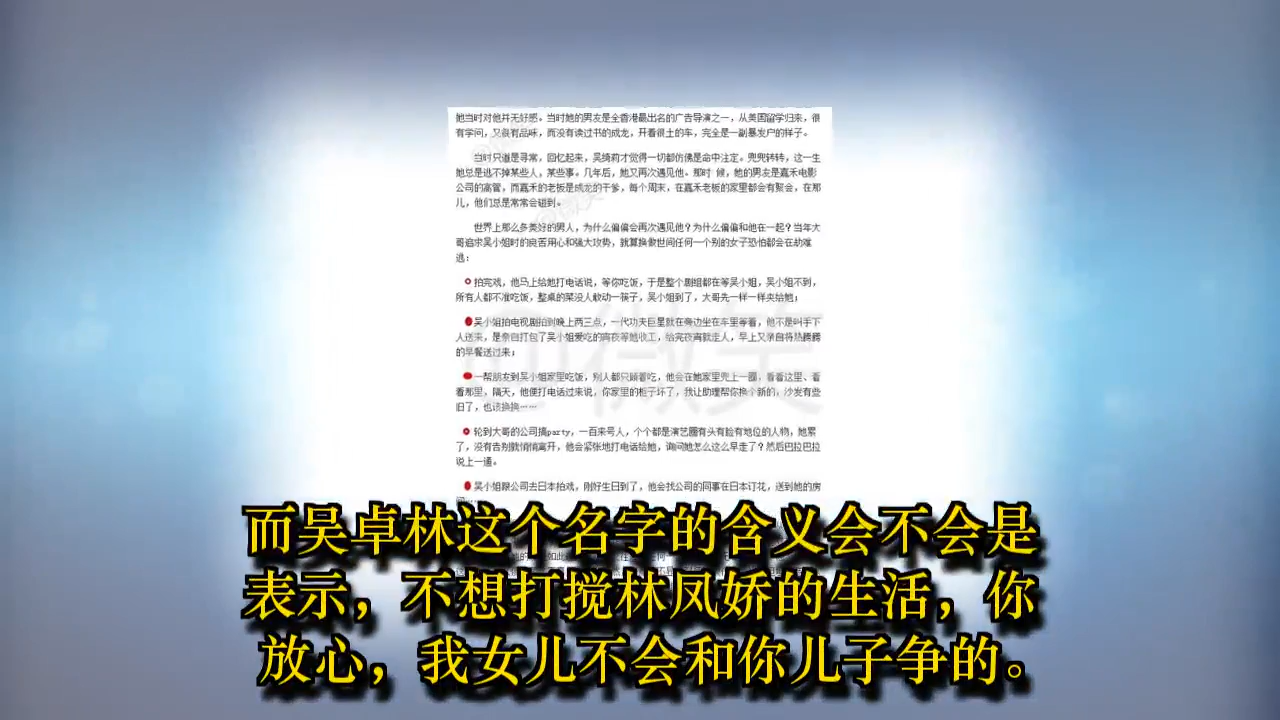 她当时对他并无好感。当时她的男友是全香港最出名的广告导演之一，从美国留学归来，很
有学问，又很有品味，而没有读过书的成龙，开着很土的车，完全是一副暴发户的样子。
当时只道是寻常，回忆起来，吴绮莉才觉得一切都仿佛是命中注定。兜兜转转，这一生
她总是逃不掉某些人，某些事。几年后，她又再次遇见他。那时 候，她的男友是嘉禾电影
公司的高管，而嘉禾的老板是成龙的干爹，每个周末，在嘉禾老板的家里都会有聚会，在那
儿，他们总是常常会碰到。
世界上那么多美好的男人，为什么偏偏会再次遇见他？为什么偏偏和他在一起？当年大
哥追求吴小姐时的良苦用心和强大攻势，就算换做世间任何一个别的女子恐怕都会在劫难
逃：
拍完戏，他马上给她打电话说，等你吃饭，于是整个剧组都在等吴小姐，吴小姐不到，
所有人都不准吃饭，整桌的菜没人敢动一筷子，吴小姐到了，大哥先一样一样夹给她；
吴小姐拍电视剧拍到晚上两三点，一代功夫巨星就在旁边坐在车里等着，他不是叫手下
人送来，是亲自打包了吴小姐爱吃的宵夜等她收工，给完夜宵就走人，早上又亲自将热腾腾
的早餐送过来；
一帮朋友到吴小姐家里吃饭，别人都只顾着吃，他会在她家里兜上一圈，看看这里、看
看那里，隔天，他便打电话过来说，你家里的柜子坏了，我让助理帮你换个新的，沙发有些
旧了，也该换换……
轮到大哥的公司搞party，一百来号人，个个都是演艺圈有头有脸有地位的人物，她累
了，没有告别就悄悄离开，他会紧张地打电话给她，询问她怎么这么早走了？然后巴拉巴拉
说上一通。
吴小姐跟公司去日本拍戏，刚好生日到了，他会找公司的同事在日本订花，送到她的房
间……
而吴卓林这个名字的含义会不会是
表示，不想打搅林凤娇的生活，你
放心，我女儿不会和你儿子争的。